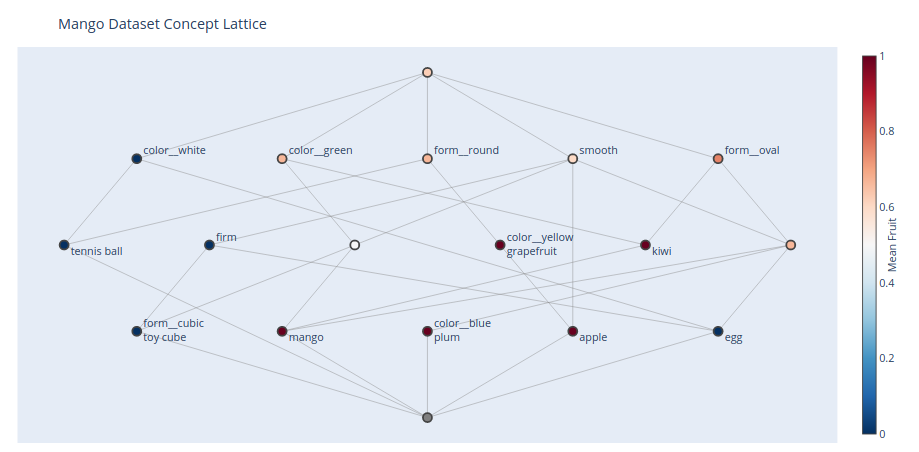 Mango Dataset Concept Lattice
color__white
color__green
form__round
smooth
form__oval
tennis ball
firm
color__yellow
grapefruit
kiwi
form__cubic
toy cube
mango
color__blue
plum
apple
egg
1
0.8
0.6
0.4
0.2
0
Mean Fruit